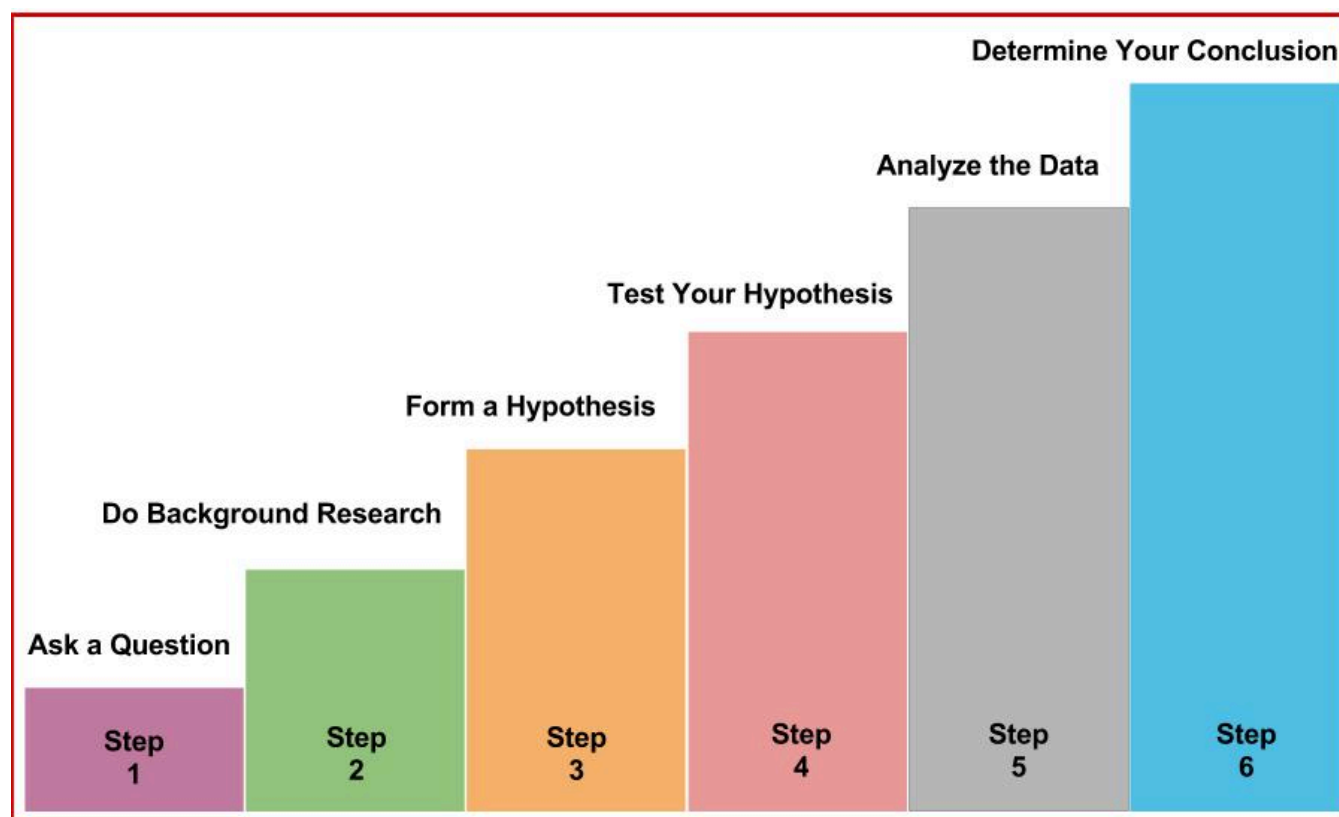 Determine Your Conclusion
Analyze the Data
Test Your Hypothesis
Form a Hypothesis
Do Background Research
Ask a Question
Step
1
Step
2
Step
3
Step
4
Step
5
Step
6